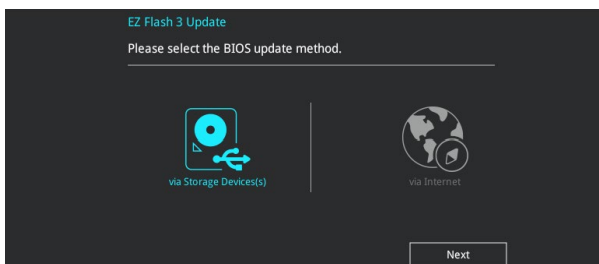 EZ Flash 3 Update
Please select the BIOS update method.
via Storage Devices(s)
via Internet
Next